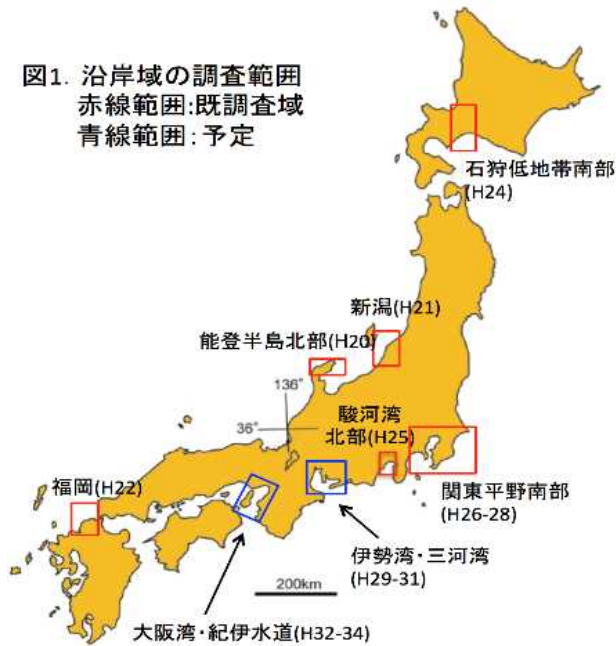 図1. 沿岸域の調査範囲
赤線範囲:既調査域
青線範囲:予定
石狩低地帯南部
(H24)
新潟(H21)
能登半島北部(H20)
136°
36°
駿河湾
北部(H25)
福岡(H22)
関東平野南部
(H26-28)
伊勢湾・三河湾
(H29-31)
200km
大阪湾・紀伊水道(H32-34)